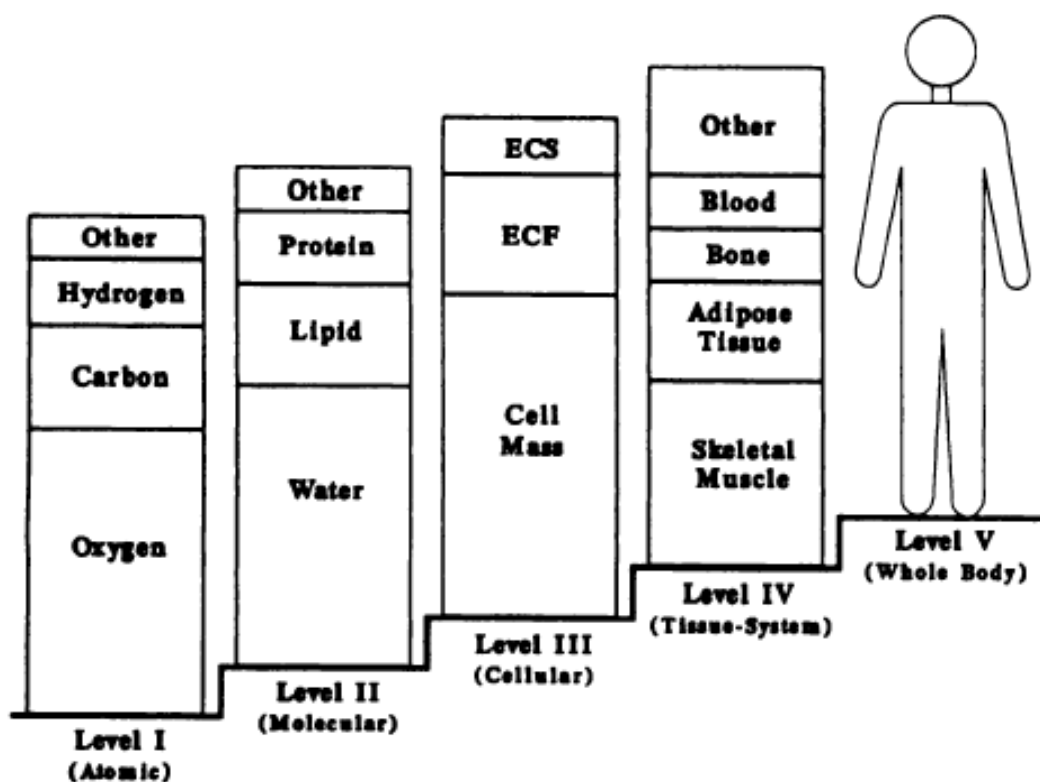 Other
Hydrogen
Carbon
Oxygen
Level I
(Atomic)
Other
Protein
Lipid
Water
Level II
(Molecular)
ECS
ECF
Cell
Mass
Level III
(Cellular)
Other
Blood
Bone
Adipose
Tissue
Skeletal
Muscle
Level IV
(Tissue-System)
Level V
(Whole Body)